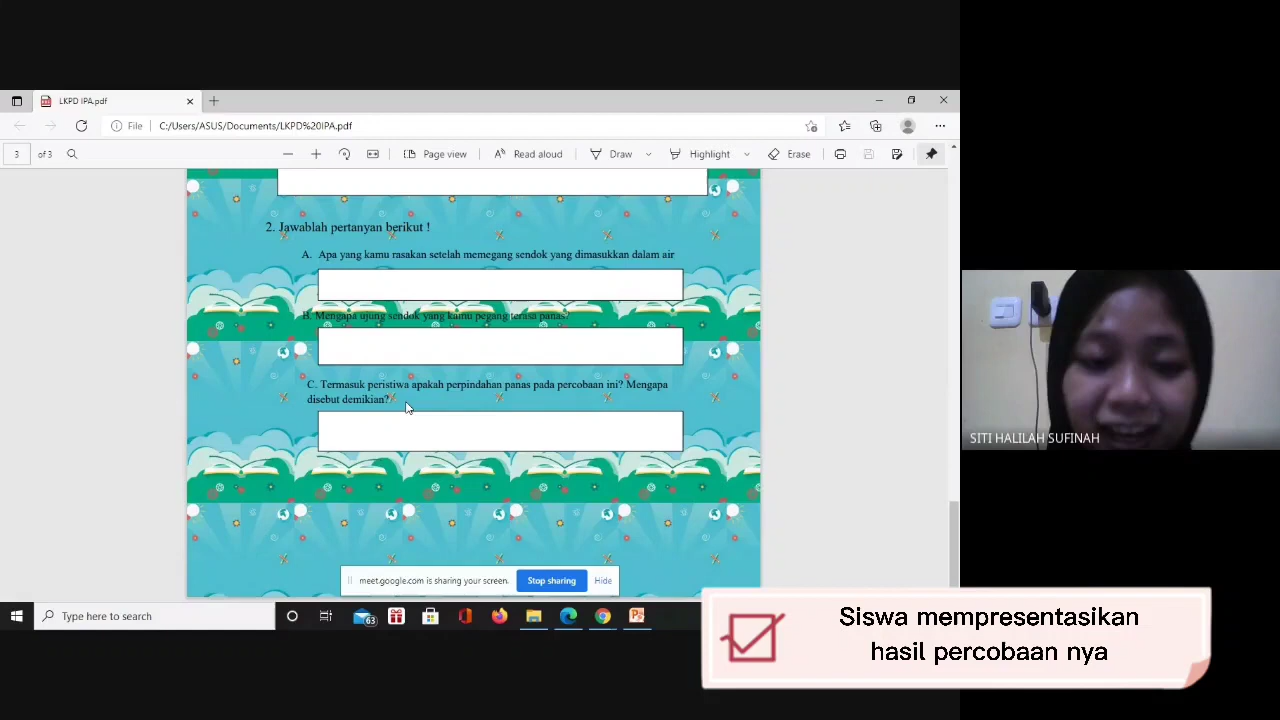 LKPD IPA.pdf
File
C:/Users/ASUS/Documents/LKPD%20IPA.pdf
3 of 3
Page view
Read aloud
Draw
Highlight
Erase
2. Jawablah pertanyan berikut !
A. Apa yang kamu rasakan setelah memegang sendok yang dimasukkan dalam air
B. Mengapa ujung sendok yang kamu pegang terasa panas?
C. Termasuk peristiwa apakah perpindahan panas pada percobaan ini? Mengapa
disebut demikian?
SITI HALILAH SUFINAH
meet.google.com is sharing your screen.
Stop sharing
Hide
Type here to search
63
Siswa mempresentasikan
hasil percobaan nya